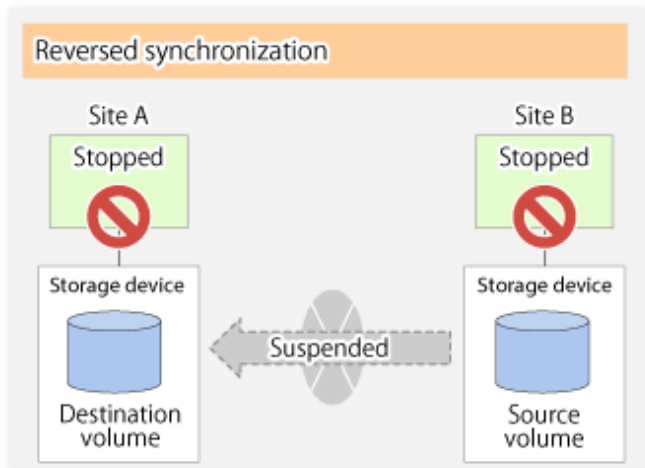 Reversed synchronization
Site A
Site B
Stopped
Stopped
Storage device
Storage device
Suspended
Destination
volume
Source
volume